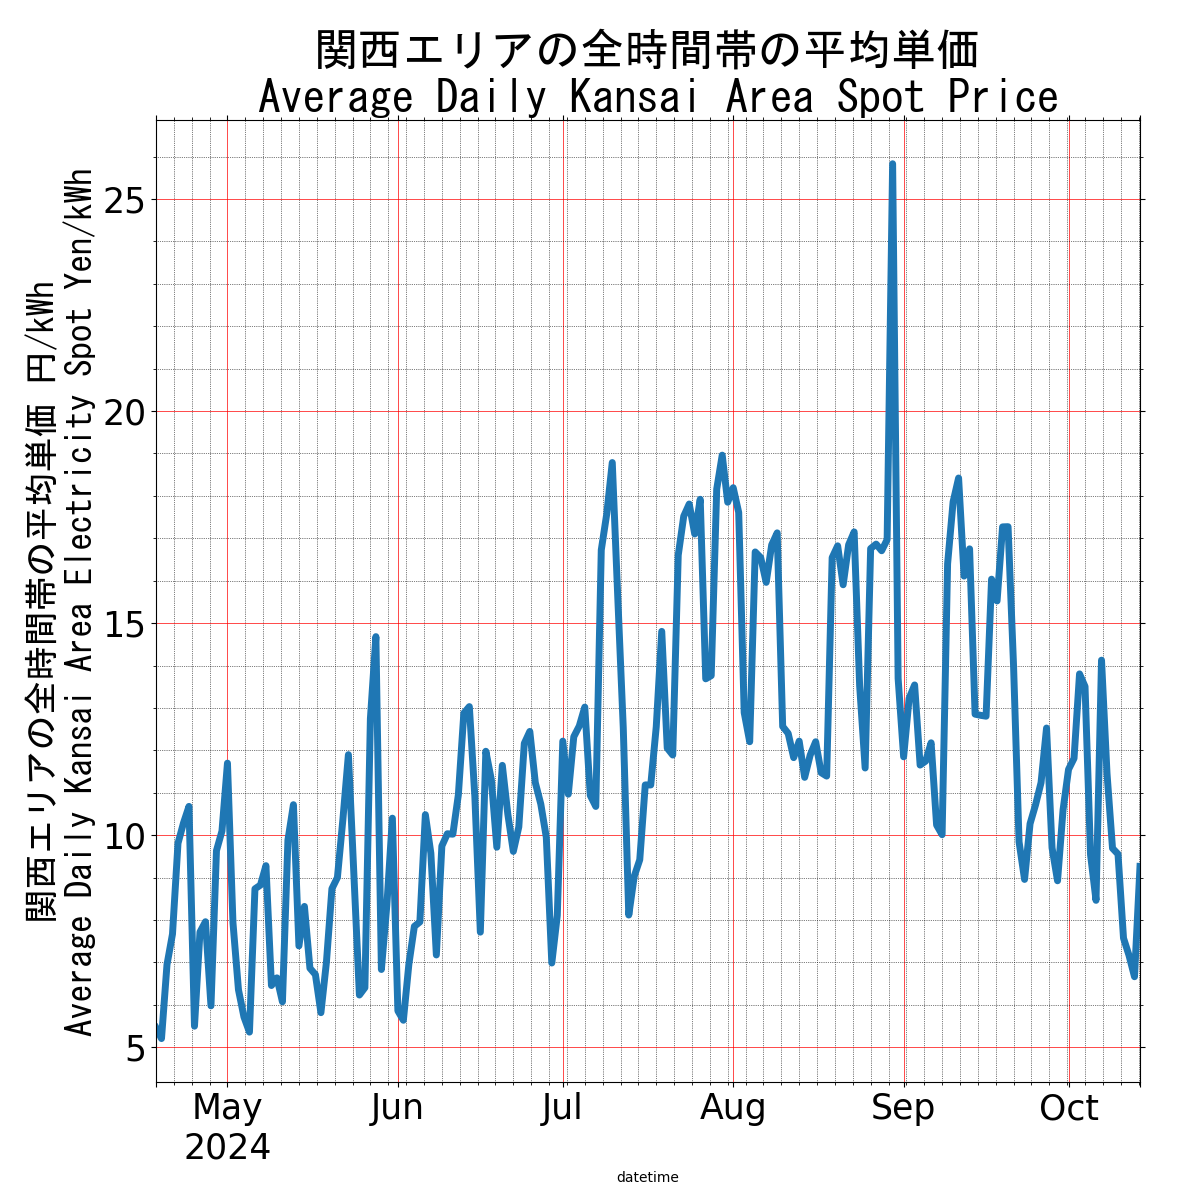 関西エリアの全時間帯の平均単価
Average Daily Kansai Area Spot Price
関西エリアの全時間帯の平均単価 円/kWh
Average Daily Kansai Area Electricity Spot Yen/kWh
25
20
15
10
5
May Jun Jul Aug Sep Oct
2024
datetime